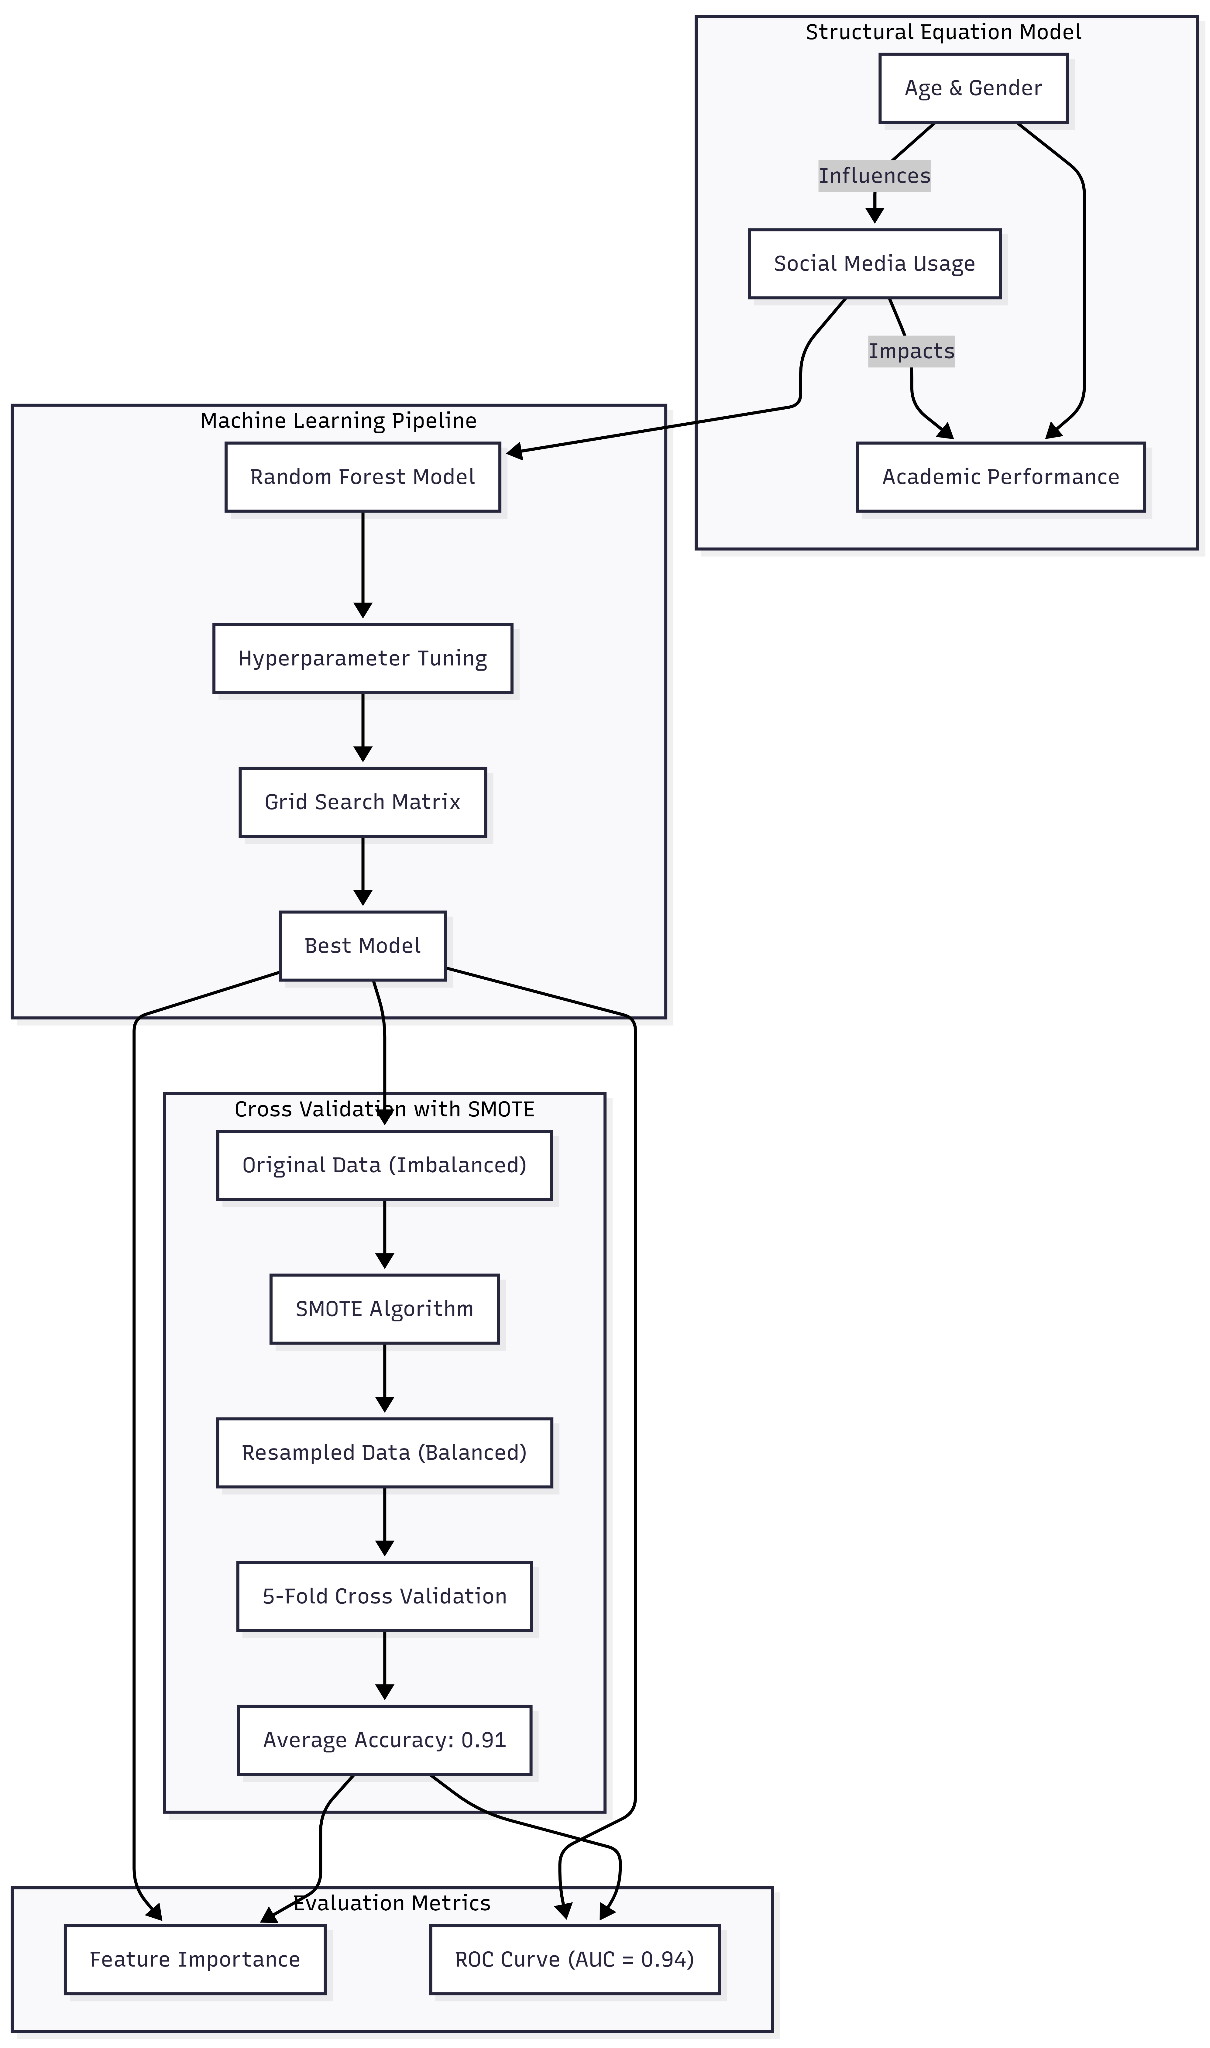 Structural Equation Model
Age & Gender
Influences
Social Media Usage
Impacts
Academic Performance
Machine Learning Pipeline
Random Forest Model
Hyperparameter Tuning
Grid Search Matrix
Best Model
Cross Validation with SMOTE
Original Data (Imbalanced)
SMOTE Algorithm
Resampled Data (Balanced)
5-Fold Cross Validation
Average Accuracy: 0.91
Evaluation Metrics
Feature Importance
ROC Curve (AUC = 0.94)